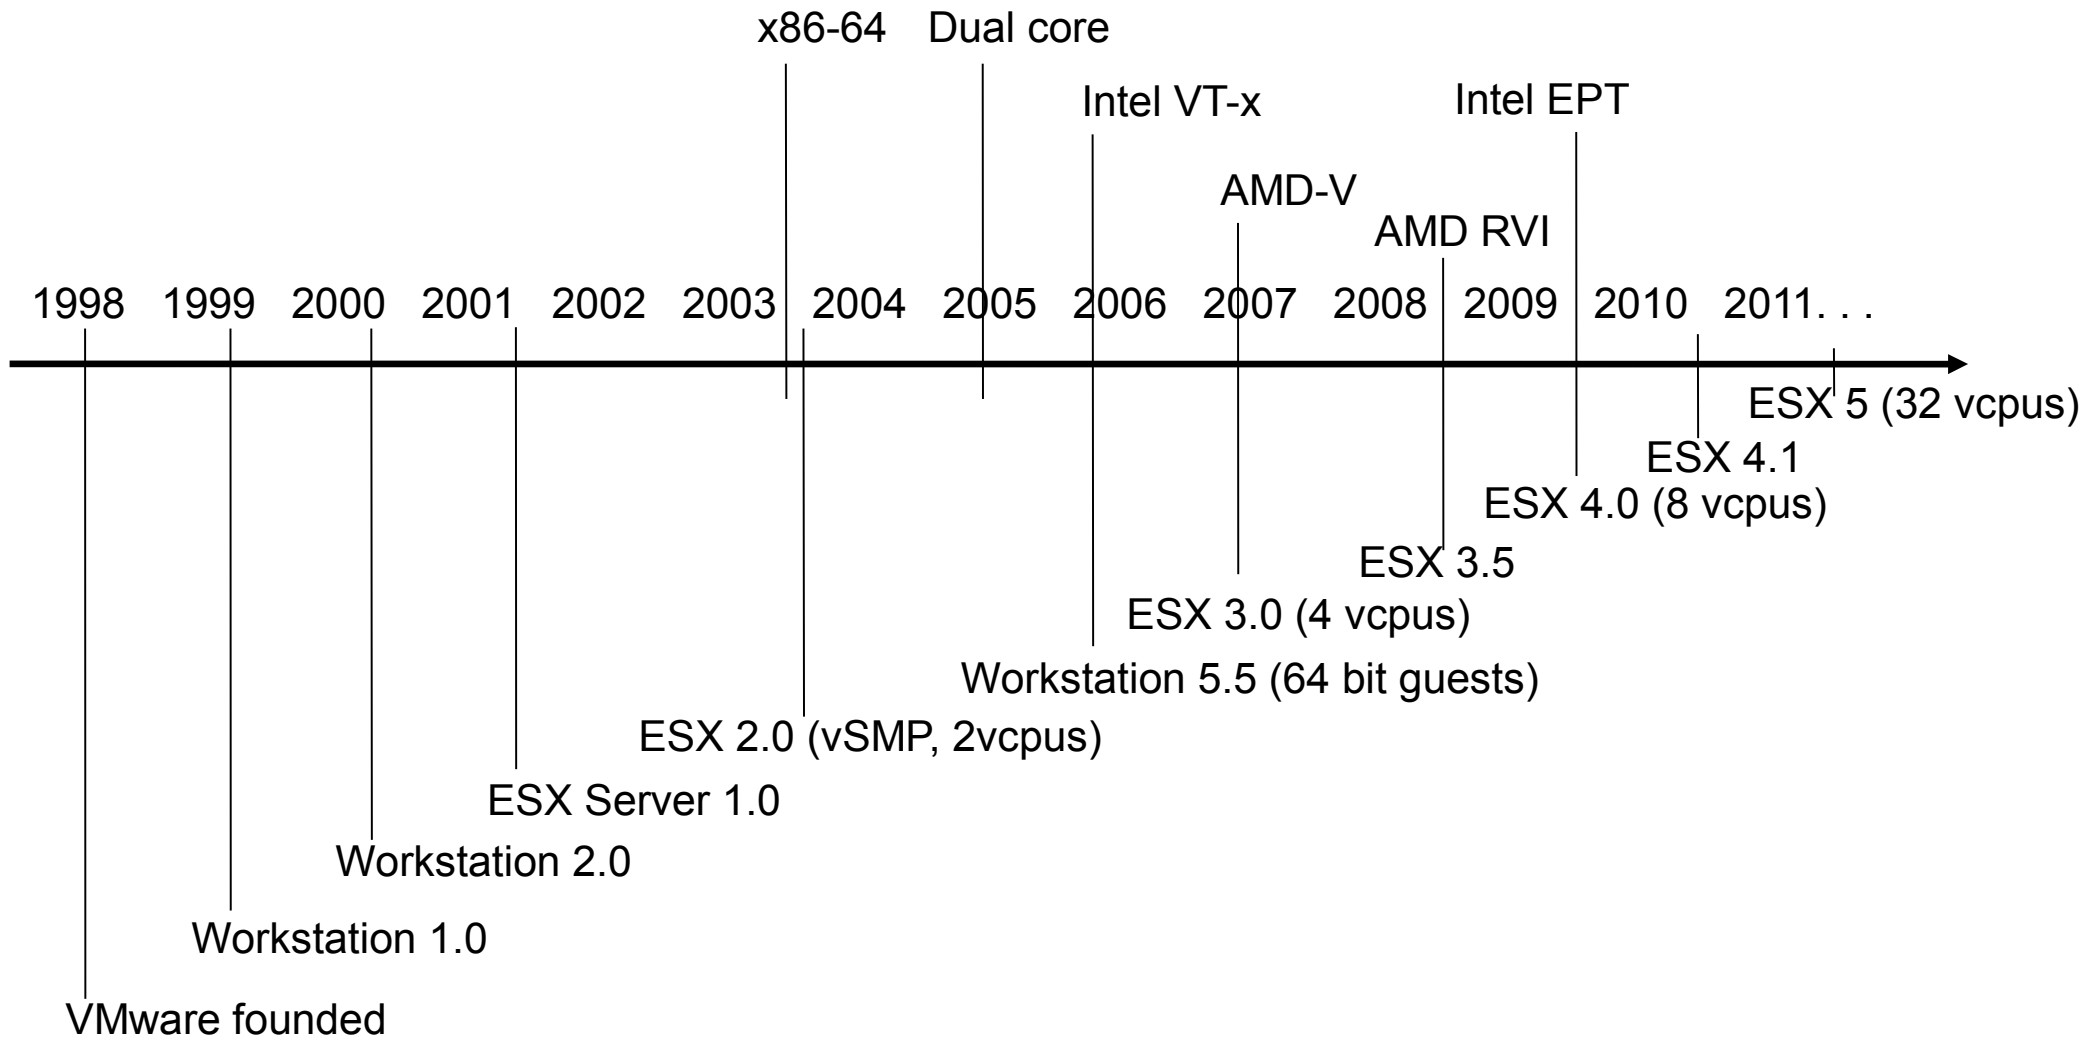 x86-64 Dual core
Intel VT-x Intel EPT
AMD-V
AMD RVI
1998 1999 2000 2001 2002 2003 2004 2005 2006 2007 2008 2009 2010 2011. . .
ESX 5 (32 vcpus)
ESX 4.1
ESX 4.0 (8 vcpus)
ESX 3.5
ESX 3.0 (4 vcpus)
Workstation 5.5 (64 bit guests)
ESX 2.0 (vSMP, 2vcpus)
ESX Server 1.0
Workstation 2.0
Workstation 1.0
VMware founded